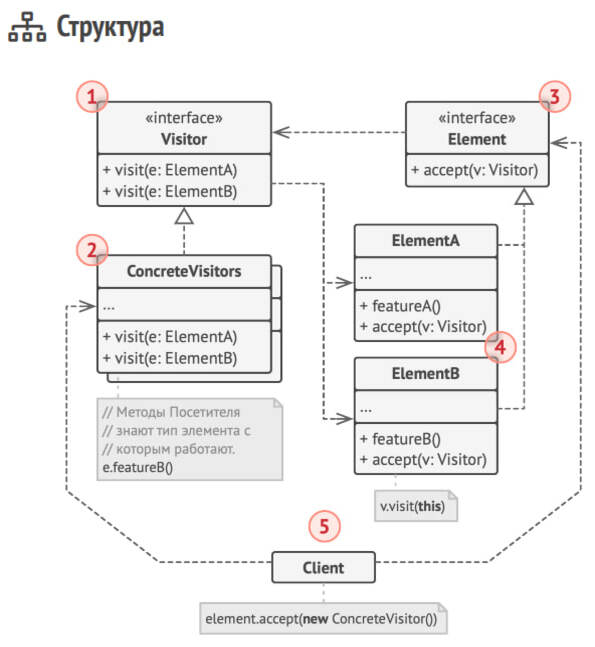 Структура
1
«interface»
Visitor
+ visit(e: ElementA)
+ visit(e: ElementB)
3
«interface»
Element
+ accept(v: Visitor)
2
ConcreteVisitors
...
+ visit(e: ElementA)
+ visit(e: ElementB)
// Методы Посетителя
// знают тип элемента с
// которым работают.
e.featureB()
ElementA
...
+ featureA()
+ accept(v: Visitor)
4
ElementB
...
+ featureB()
+ accept(v: Visitor)
v.visit(this)
5
Client
element.accept(new ConcreteVisitor())